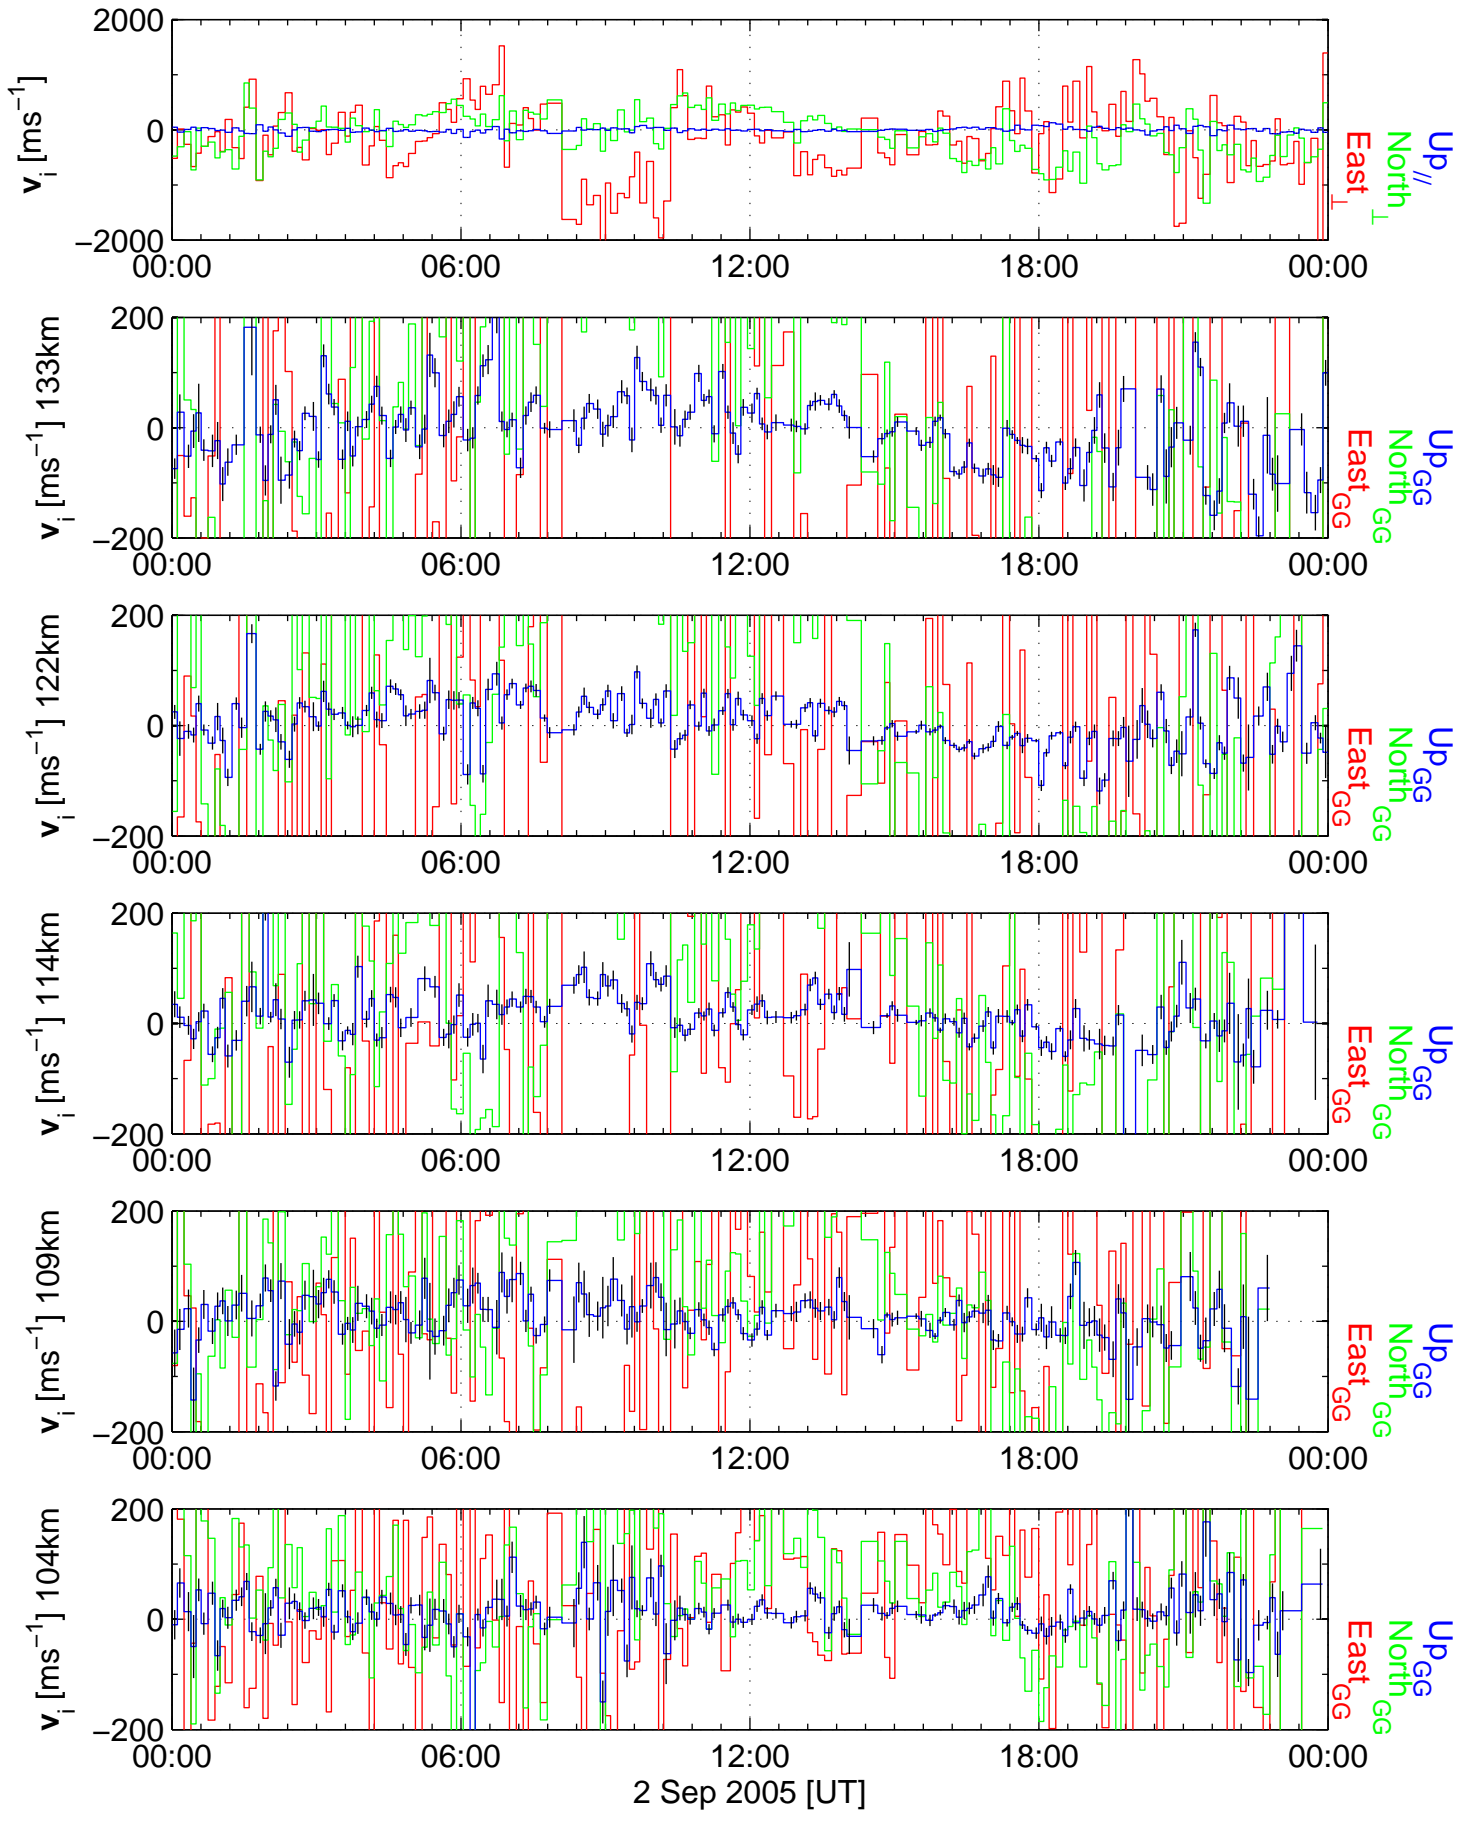 2000
0
−2000
v_i [ms^−1]
00:00 06:00 12:00 18:00 00:00
East_⊥
North_⊥
Up_//
200
0
−200
v_i [ms^−1] 133km
00:00 06:00 12:00 18:00 00:00
East_GG
North_GG
Up_GG
200
0
−200
v_i [ms^−1] 122km
00:00 06:00 12:00 18:00 00:00
East_GG
North_GG
Up_GG
200
0
−200
v_i [ms^−1] 114km
00:00 06:00 12:00 18:00 00:00
East_GG
North_GG
Up_GG
200
0
−200
v_i [ms^−1] 109km
00:00 06:00 12:00 18:00 00:00
East_GG
North_GG
Up_GG
200
0
−200
v_i [ms^−1] 104km
00:00 06:00 12:00 18:00 00:00
East_GG
North_GG
Up_GG
2 Sep 2005 [UT]